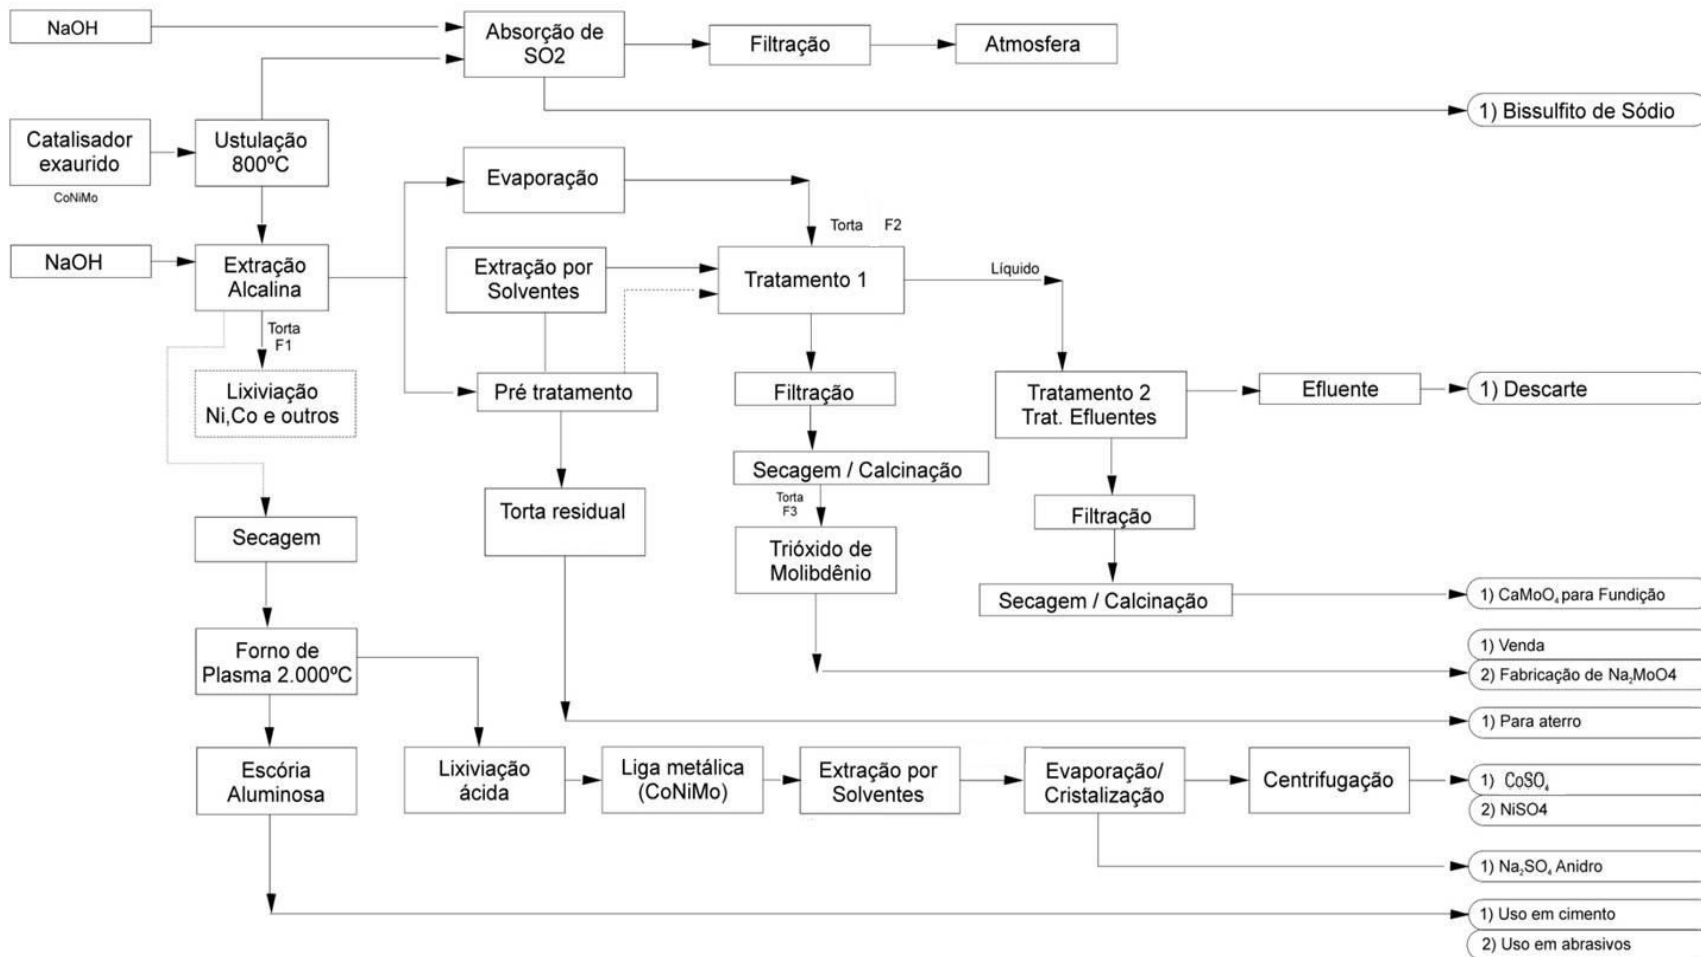 NaOH
Absorção de
SO2
Filtração
Atmosfera
1) Bissulfito de Sódio
Catalisador
exaurido
CoNiMo
Ustulação
800ºC
Evaporação
Torta F2
NaOH
Extração
Alcalina
Extração por
Solventes
Tratamento 1
Líquido
Torta
F1
Lixiviação
Ni,Co e outros
Pré tratamento
Filtração
Tratamento 2
Trat. Efluentes
Efluente
1) Descarte
Secagem / Calcinação
Torta
F3
Torta residual
Filtração
Secagem
Trióxido de
Molibdênio
Secagem / Calcinação
1) CaMoO₄ para Fundição
Forno de
Plasma 2.000ºC
1) Venda
2) Fabricação de Na₂MoO4
1) Para aterro
Escória
Aluminosa
Lixiviação
ácida
Liga metálica
(CoNiMo)
Extração por
Solventes
Evaporação/
Cristalização
Centrifugação
1) CoSO₄
2) NiSO4
1) Na₂SO₄ Anidro
1) Uso em cimento
2) Uso em abrasivos